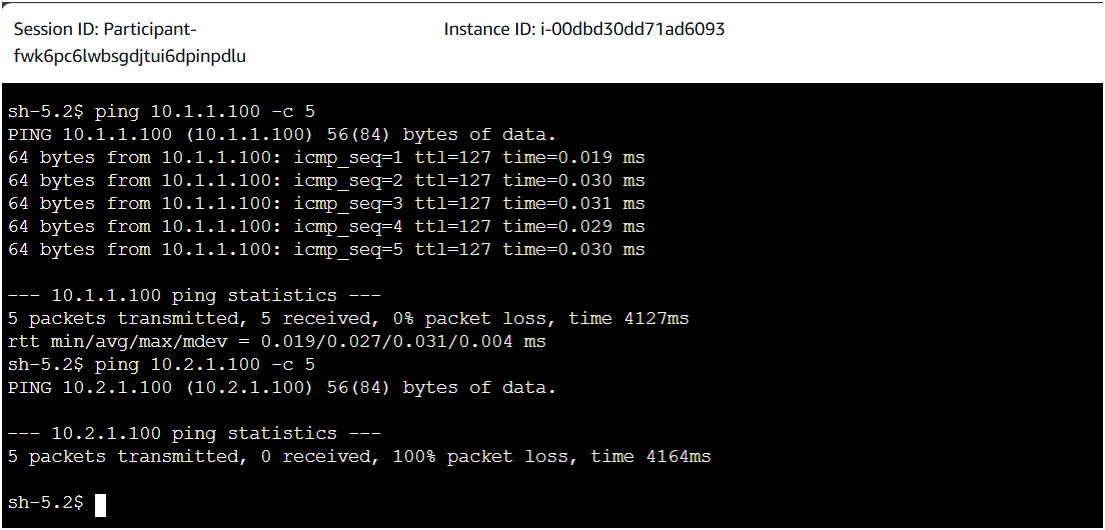 Session ID: Participant-
fwk6pc6lwbsgdjtui6dpinpdlu
Instance ID: i-00dbd30dd71ad6093
sh-5.2$ ping 10.1.1.100 -c 5
PING 10.1.1.100 (10.1.1.100) 56(84) bytes of data.
64 bytes from 10.1.1.100: icmp_seq=1 ttl=127 time=0.019 ms
64 bytes from 10.1.1.100: icmp_seq=2 ttl=127 time=0.030 ms
64 bytes from 10.1.1.100: icmp_seq=3 ttl=127 time=0.031 ms
64 bytes from 10.1.1.100: icmp_seq=4 ttl=127 time=0.029 ms
64 bytes from 10.1.1.100: icmp_seq=5 ttl=127 time=0.030 ms
--- 10.1.1.100 ping statistics ---
5 packets transmitted, 5 received, 0% packet loss, time 4127ms
rtt min/avg/max/mdev = 0.019/0.027/0.031/0.004 ms
sh-5.2$ ping 10.2.1.100 -c 5
PING 10.2.1.100 (10.2.1.100) 56(84) bytes of data.
--- 10.2.1.100 ping statistics ---
5 packets transmitted, 0 received, 100% packet loss, time 4164ms
sh-5.2$